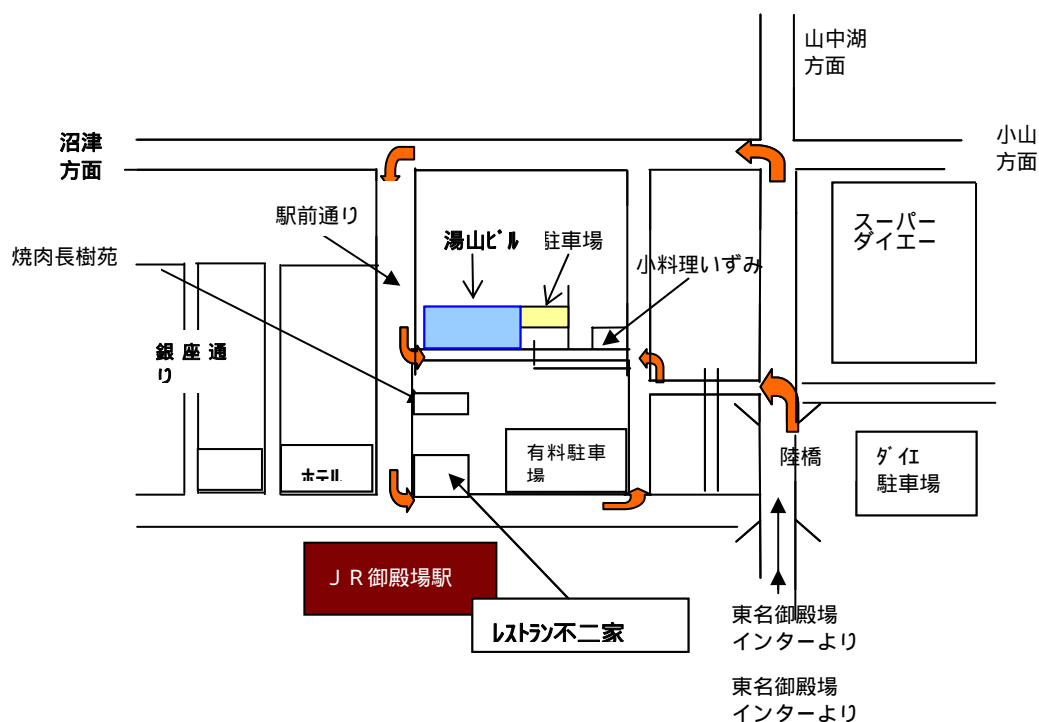 山中湖
方面
沼津
方面
小山
方面
駅前通り
湯山ﾋﾞﾙ
駐車場
スーパー
ダイエー
焼肉長樹苑
小料理いずみ
銀座通
り
ホテル
有料駐車
場
陸橋
ﾀﾞｲｴ
駐車場
ＪＲ御殿場駅
ﾚｽﾄﾗﾝ不二家
東名御殿場
インターより
東名御殿場
インターより